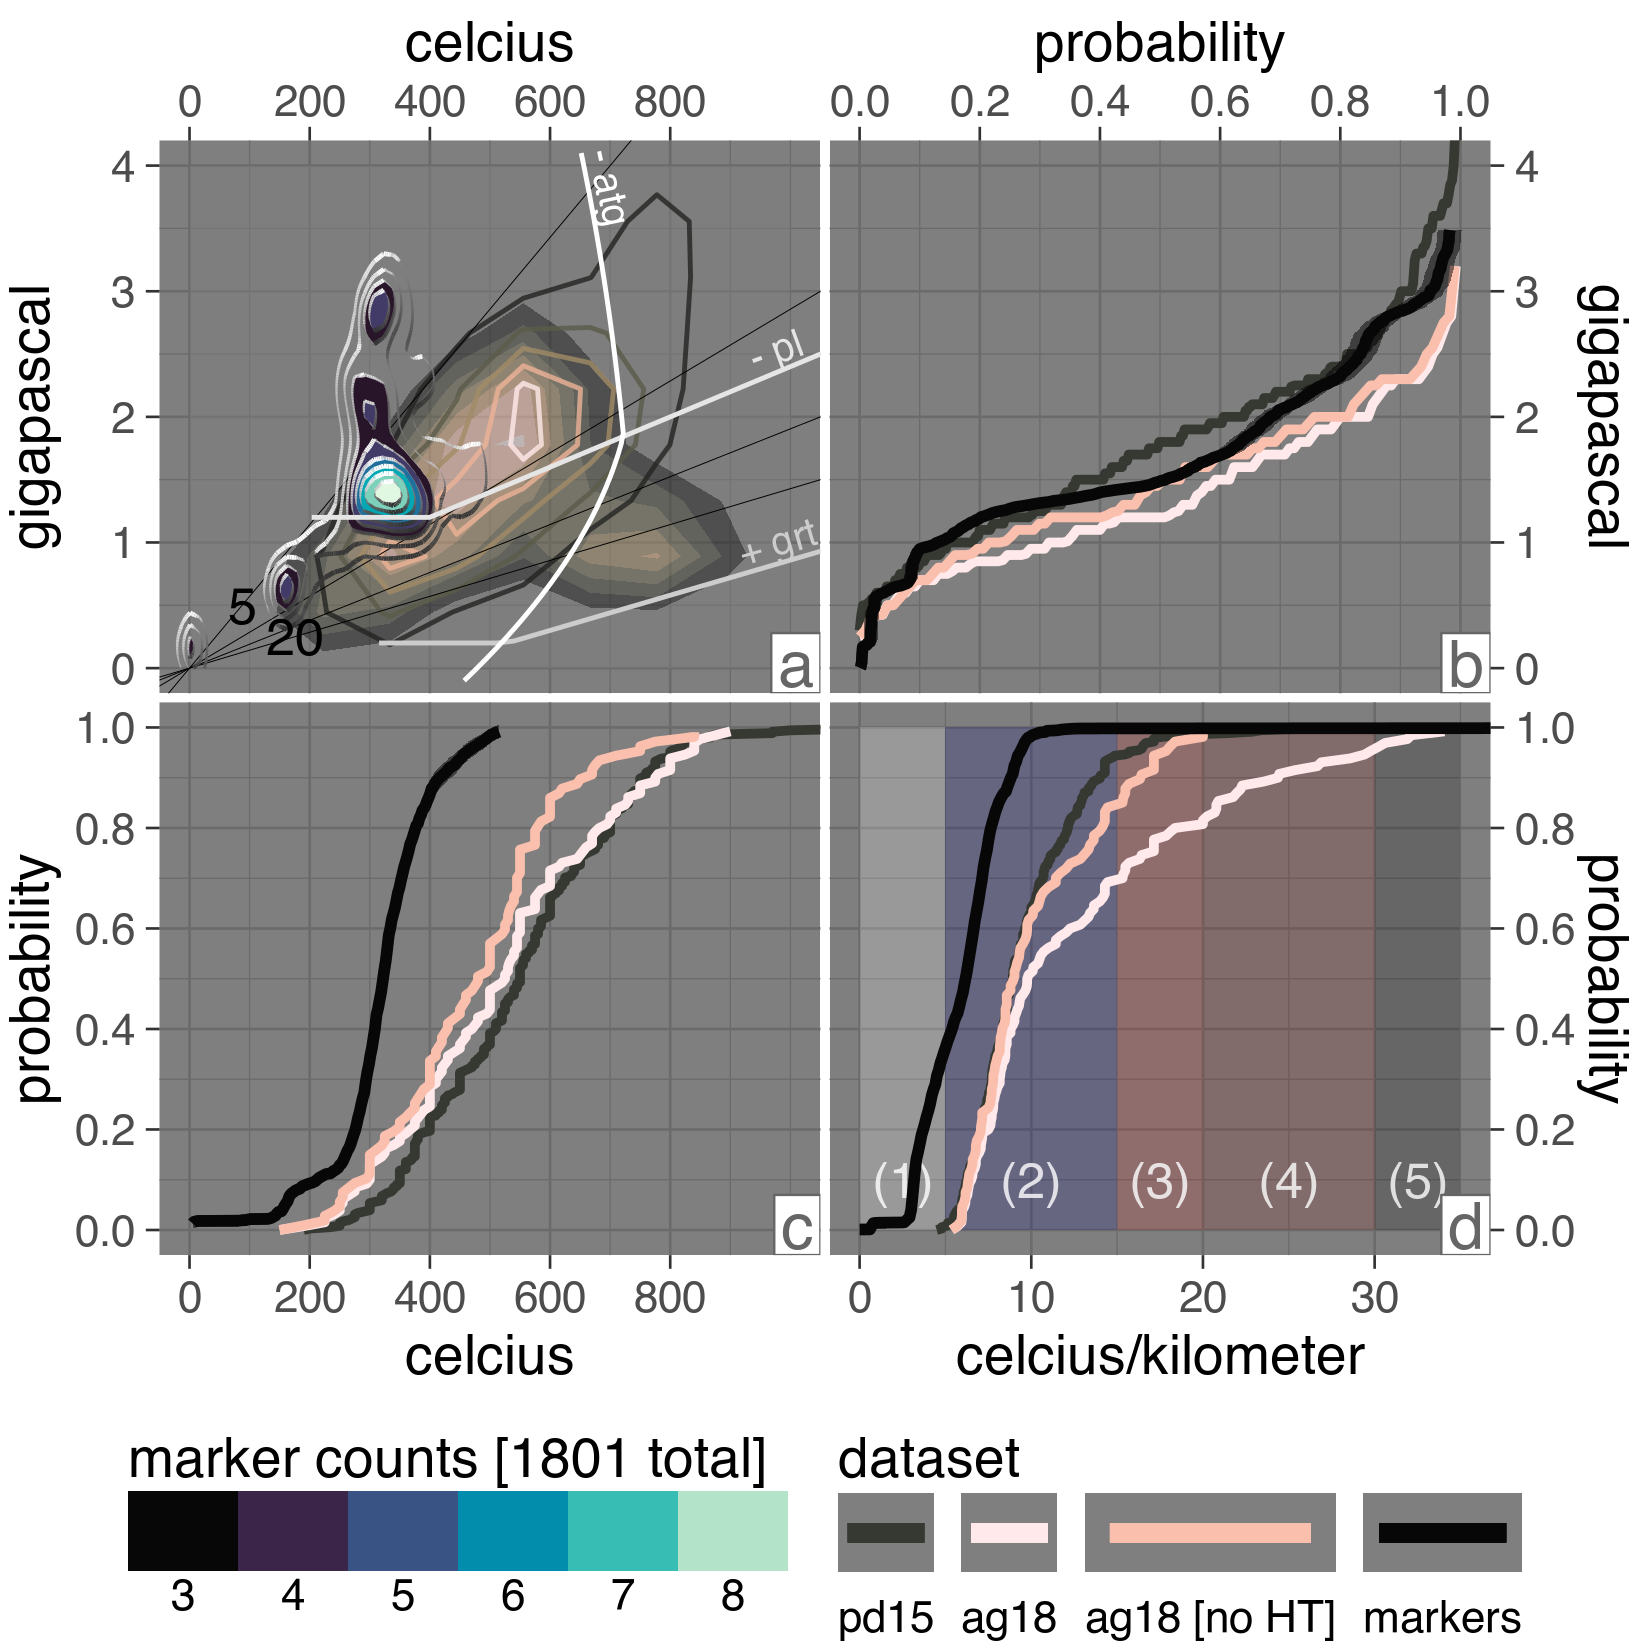 celcius
probability
0 200 400 600 800
0.0 0.2 0.4 0.6 0.8 1.0
gigapascal
4
3
2
1
0
- atg
- pl
+ grt
5
20
a
b
4
3
2
1
0
gigapascal
probability
1.0
0.8
0.6
0.4
0.2
0.0
c
(1) (2) (3) (4) (5)
d
1.0
0.8
0.6
0.4
0.2
0.0
probability
0 200 400 600 800
0 10 20 30
celcius
celcius/kilometer
marker counts [1801 total]
3 4 5 6 7 8
dataset
pd15 ag18 ag18 [no HT] markers